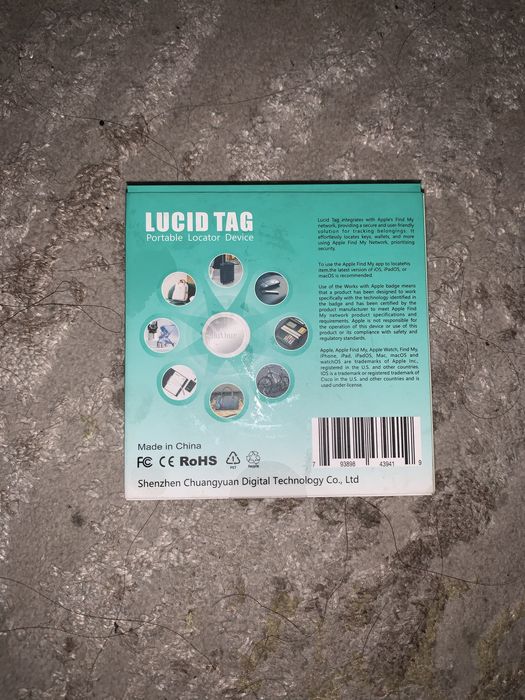 LUCID TAG
Portable Locator Device
Lucid Tag integrates with Apple's Find My
network, providing a secure and user-friendly
solution for tracking belongings. It
effortlessly locates keys, wallets, and more
using Apple Find My Network, prioritizing
security.
To use the Apple Find My app to locatehis
item,the latest version of iOS, iPadOS, or
macOS is recommended.
Use of the Works with Apple badge means
that a product has been designed to work
specifically with the technology identified in
the badge and has been certified by the
product manufacturer to meet Apple Find
My network product specifications and
requirements. Apple is not responsible for
the operation of this device or use of this
product or its compliance with safety and
regulatory standards.
Apple, Apple Find My, Apple Watch, Find My,
iPhone, iPad, iPadOS, Mac, macOS and
watchOS are trademarks of Apple Inc.,
registered in the U.S. and other countries.
IOS is a trademark or registered trademark of
Cisco in the U.S. and other countries and is
used under license.
Made in China
FC CE RoHS
1
PET
Shenzhen Chuangyuan Digital Technology Co., Ltd
7 93898 43941 9